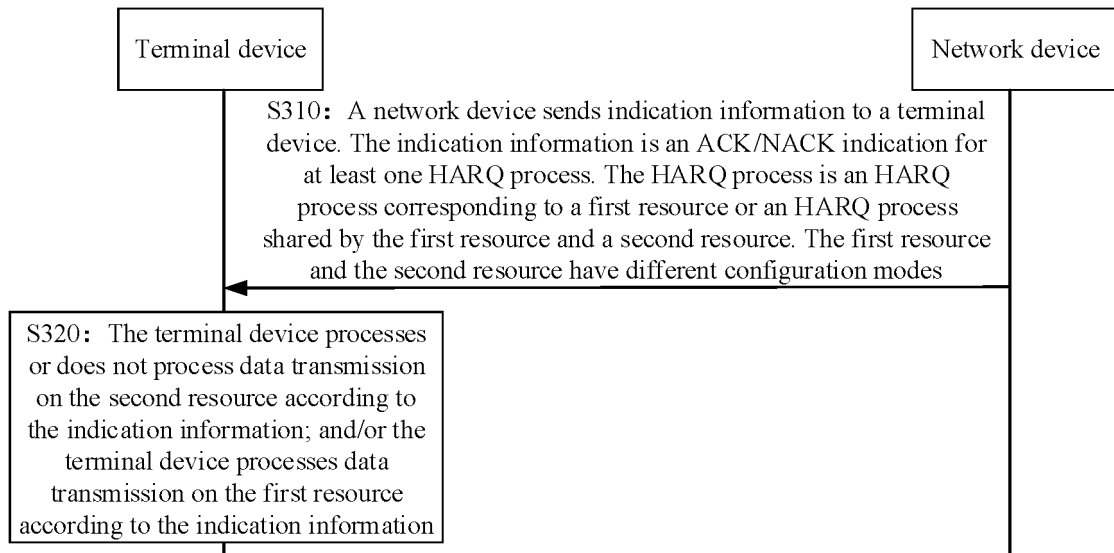 Terminal device
Network device
S310： A network device sends indication information to a terminal
device. The indication information is an ACK/NACK indication for
at least one HARQ process. The HARQ process is an HARQ
process corresponding to a first resource or an HARQ process
shared by the first resource and a second resource. The first resource
and the second resource have different configuration modes
S320： The terminal device processes
or does not process data transmission
on the second resource according to
the indication information; and/or the
terminal device processes data
transmission on the first resource
according to the indication information